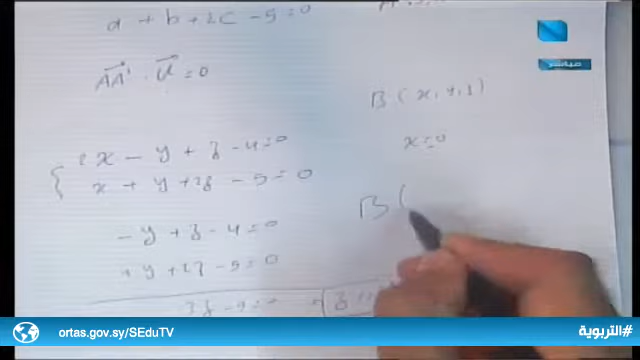 a + b + 2c - 5 = 0
AA' · u = 0
B ( x, y, z )
x = 0
2x - y + z - 4 = 0
x + y + 2z - 5 = 0
B (
- y + z - 4 = 0
+ y + 2z - 5 = 0
3z - 9 = 0
مباشر
ortas.gov.sy/SEduTV
#التربوية